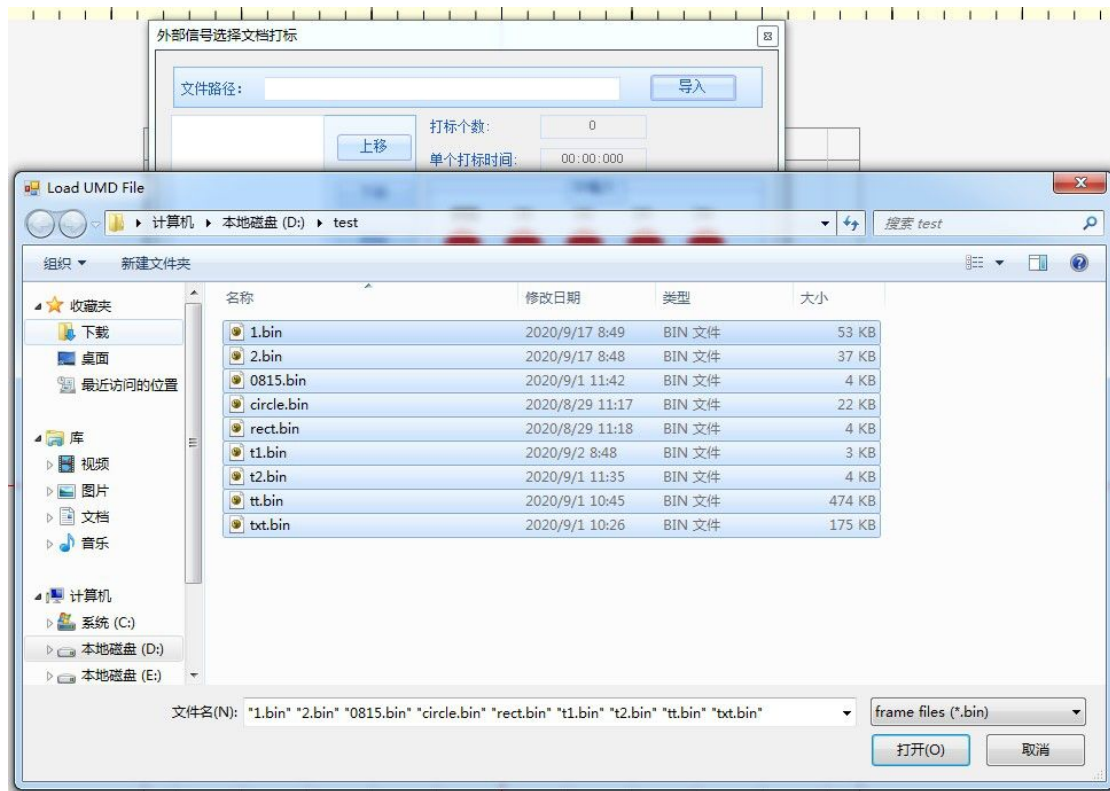 外部信号选择文档打标
文件路径:
导入
打标个数: 0
上移
单个打标时间: 00:00:000
Load UMD File
计算机 本地磁盘 (D:) test
搜索 test
组织 新建文件夹
名称 修改日期 类型 大小
收藏夹
下载
桌面
最近访问的位置
库
视频
图片
文档
音乐
计算机
系统 (C:)
本地磁盘 (D:)
本地磁盘 (E:)
1.bin 2020/9/17 8:49 BIN 文件 53 KB
2.bin 2020/9/17 8:48 BIN 文件 37 KB
0815.bin 2020/9/1 11:42 BIN 文件 4 KB
circle.bin 2020/8/29 11:17 BIN 文件 22 KB
rect.bin 2020/8/29 11:18 BIN 文件 4 KB
t1.bin 2020/9/2 8:48 BIN 文件 3 KB
t2.bin 2020/9/1 11:35 BIN 文件 4 KB
tt.bin 2020/9/1 10:45 BIN 文件 474 KB
txt.bin 2020/9/1 10:26 BIN 文件 175 KB
文件名(N): "1.bin" "2.bin" "0815.bin" "circle.bin" "rect.bin" "t1.bin" "t2.bin" "tt.bin" "txt.bin"
frame files (*.bin)
打开(O) 取消